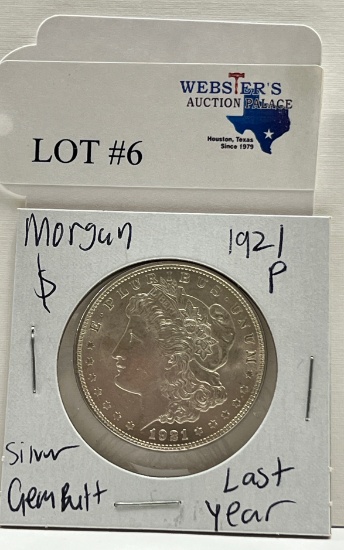 WEBSTER'S
AUCTION PALACE
Houston, Texas
Since 1979
LOT #6
Morgan
$
1921
P
E·PLURIBUS·UNUM
1921
Silver
Gem Butt
Last
Year